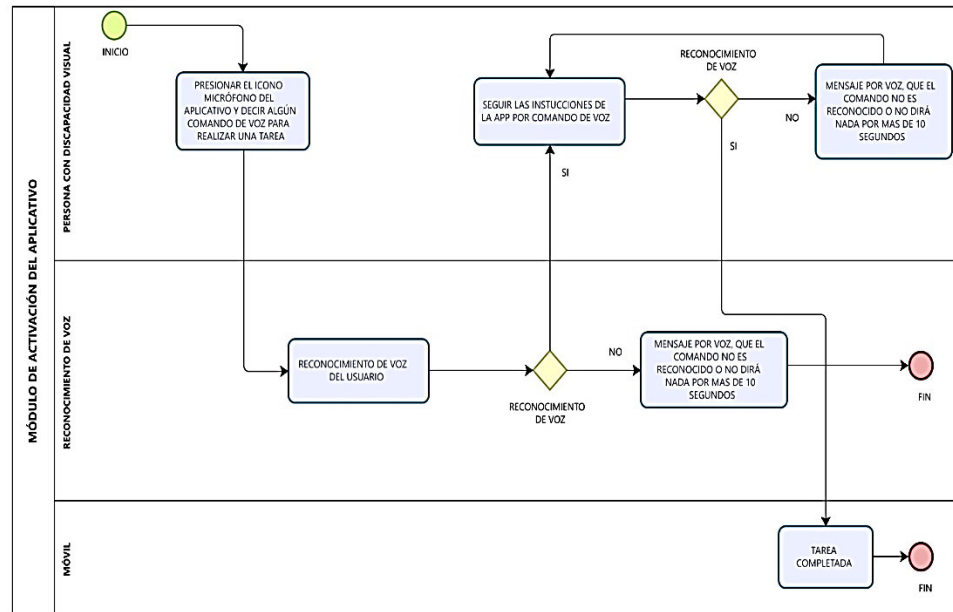 MÓDULO DE ACTIVACIÓN DEL APLICATIVO
PERSONA CON DISCAPACIDAD VISUAL
INICIO
PRESIONAR EL ICONO
MICRÓFONO DEL
APLICATIVO Y DECIR ALGÚN
COMANDO DE VOZ PARA
REALIZAR UNA TAREA
SEGUIR LAS INSTUCCIONES DE
LA APP POR COMANDO DE VOZ
RECONOCIMIENTO
DE VOZ
NO
SI
MENSAJE POR VOZ, QUE EL
COMANDO NO ES
RECONOCIDO O NO DIRÁ
NADA POR MAS DE 10
SEGUNDOS
SI
RECONOCIMIENTO DE VOZ
RECONOCIMIENTO DE VOZ
DEL USUARIO
RECONOCIMIENTO
DE VOZ
NO
MENSAJE POR VOZ, QUE EL
COMANDO NO ES
RECONOCIDO O NO DIRÁ
NADA POR MAS DE 10
SEGUNDOS
FIN
MÓVIL
TAREA
COMPLETADA
FIN